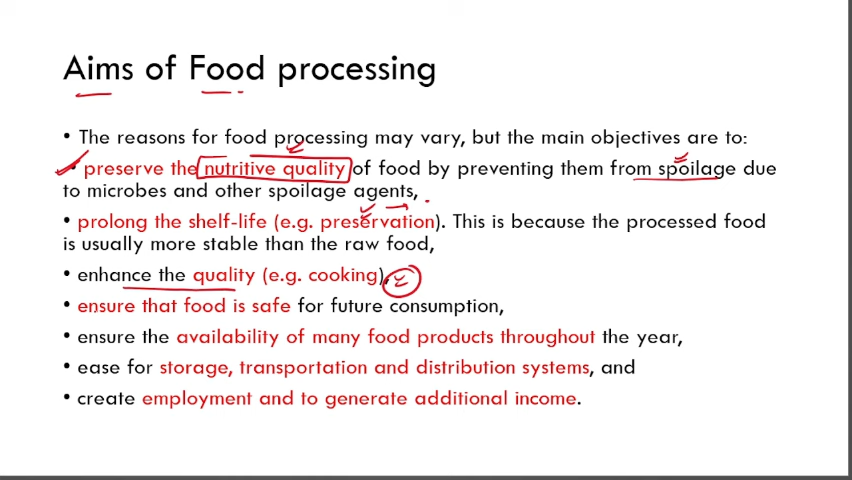 Aims of Food processing
• The reasons for food processing may vary, but the main objectives are to:
• preserve the nutritive quality of food by preventing them from spoilage due
to microbes and other spoilage agents,
• prolong the shelf-life (e.g. preservation). This is because the processed food
is usually more stable than the raw food,
• enhance the quality (e.g. cooking),
• ensure that food is safe for future consumption,
• ensure the availability of many food products throughout the year,
• ease for storage, transportation and distribution systems, and
• create employment and to generate additional income.